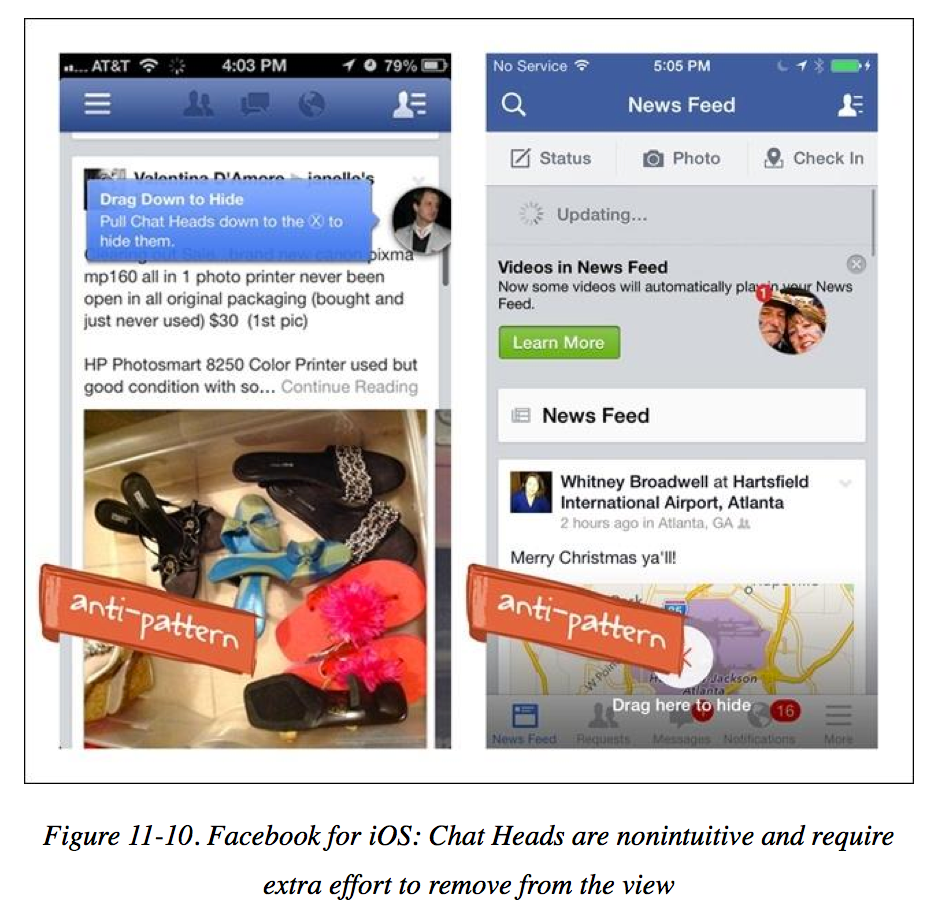 AT&T 4:03 PM 79%
Valentina D'Amore ▸ janelle's
Drag Down to Hide
Pull Chat Heads down to the Ⓧ to
hide them.
Clearing out Sale...brand new canon pixma
mp160 all in 1 photo printer never been
open in all original packaging (bought and
just never used) $30 (1st pic)
HP Photosmart 8250 Color Printer used but
good condition with so... Continue Reading
anti-pattern
No Service 5:05 PM
News Feed
Status Photo Check In
Updating...
Videos in News Feed
Now some videos will automatically play in your News
Feed.
1
Learn More
News Feed
Whitney Broadwell at Hartsfield
International Airport, Atlanta
2 hours ago in Atlanta, GA
Merry Christmas ya'll!
anti-pattern
85
Jackson
Atlanta
Drag here to hide
1 16
News Feed Requests Messages Notifications More
Figure 11-10. Facebook for iOS: Chat Heads are nonintuitive and require
extra effort to remove from the view